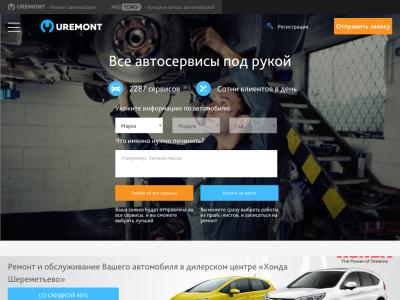 UREMONT - Ремонт автомобиля
MIGTORG - Аукцион битых автомобилей
UREMONT
Регистрация
Отправить заявку
Все автосервисы под рукой
2287 сервисов
Сотни клиентов в день
Укажите информацию по автомобилю
Марка
Модель
Год
Что именно нужно починить?
Например: Замена масла
Заявка во все сервисы
Искать на карте
Ваша заявка будет отправлена во все сервисы, и вы сможете выбрать лучший
Вы можете сразу выбрать работы из прайс-листов, и записаться на ремонт
The Power of Dreams
Ремонт и обслуживание Вашего автомобиля в дилерском центре «Хонда
Шереметьево»
СО СКИДКОЙ 40%